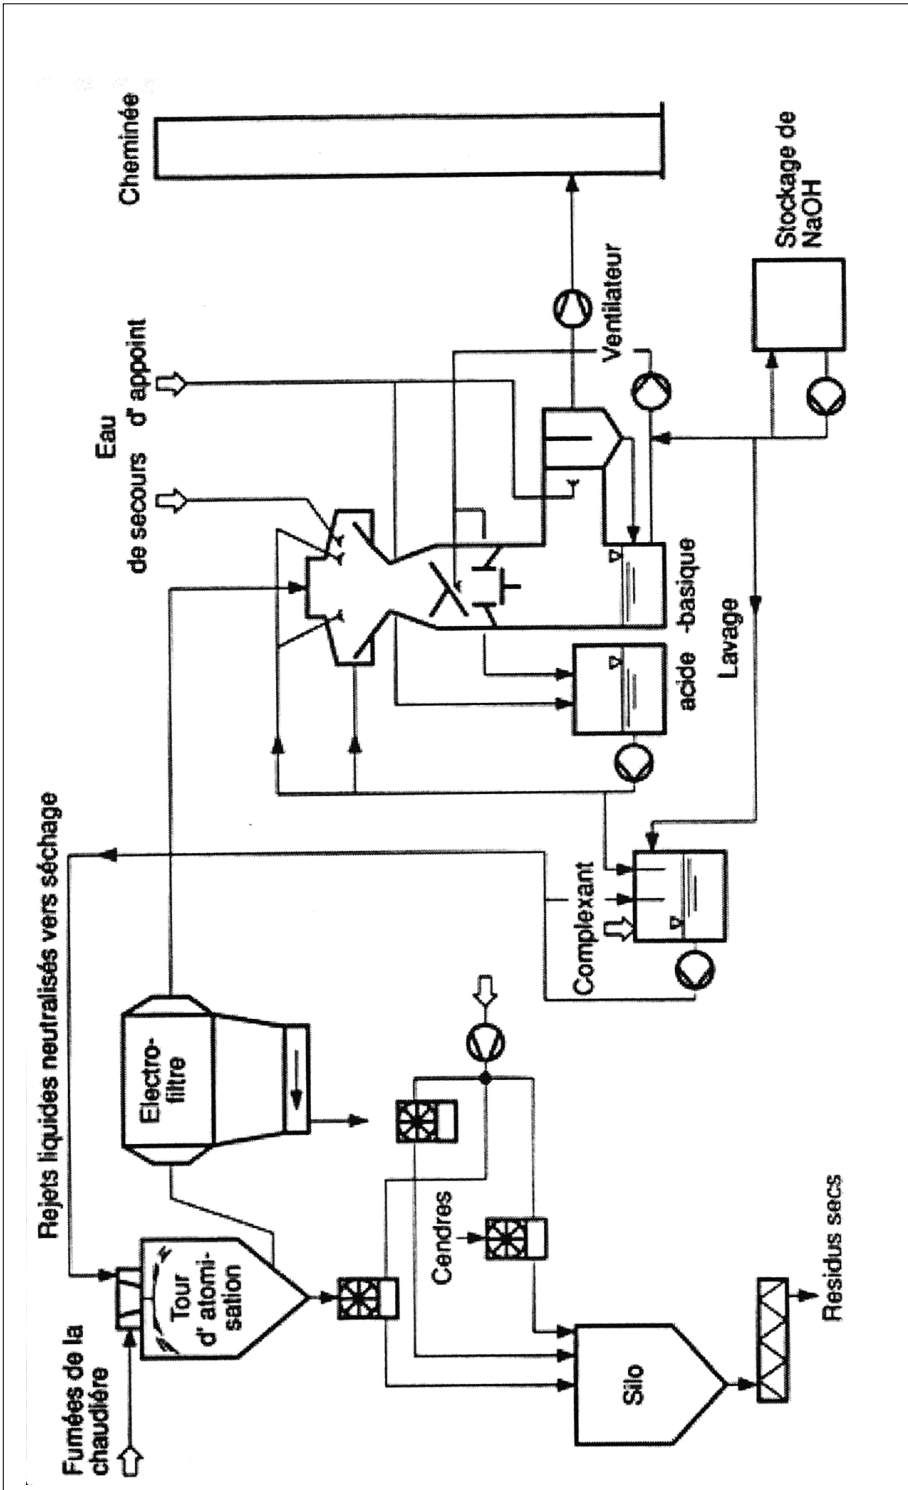 Rejets liquides neutralisés vers séchage
Fumées de la
chaudiére
Tour
d' atomi-
sation
Electro-
filtre
Eau
de secours d' appoint
Cheminée
Cendres
Complexant
Ventilateur
Silo
acide -basique
Lavage
Stockage de
NaOH
Residus secs